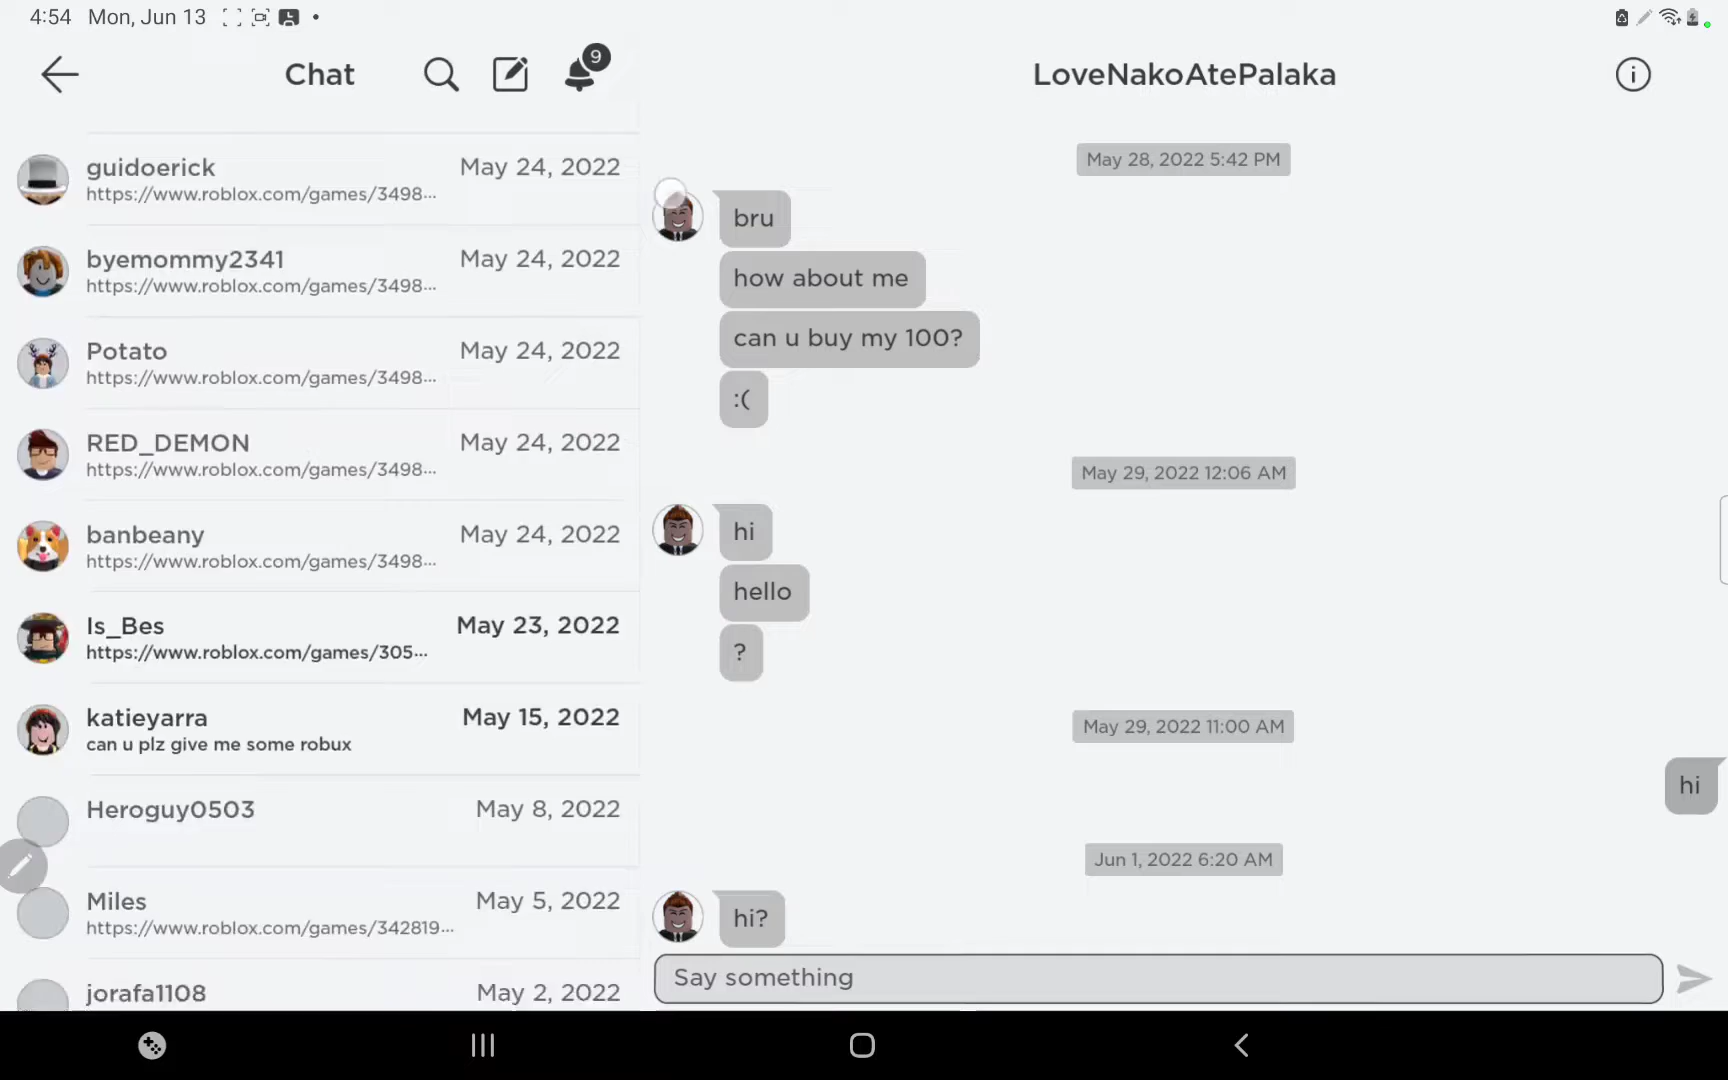 4:54 Mon, Jun 13
Chat
9
guidoerick May 24, 2022
https://www.roblox.com/games/3498...
byemommy2341 May 24, 2022
https://www.roblox.com/games/3498...
Potato May 24, 2022
https://www.roblox.com/games/3498...
RED_DEMON May 24, 2022
https://www.roblox.com/games/3498...
banbeany May 24, 2022
https://www.roblox.com/games/3498...
Is_Bes May 23, 2022
https://www.roblox.com/games/305...
katieyarra May 15, 2022
can u plz give me some robux
Heroguy0503 May 8, 2022
Miles May 5, 2022
https://www.roblox.com/games/342819...
jorafa1108 May 2, 2022
LoveNakoAtePalaka
May 28, 2022 5:42 PM
bru
how about me
can u buy my 100?
:(
May 29, 2022 12:06 AM
hi
hello
?
May 29, 2022 11:00 AM
hi
Jun 1, 2022 6:20 AM
hi?
Say something